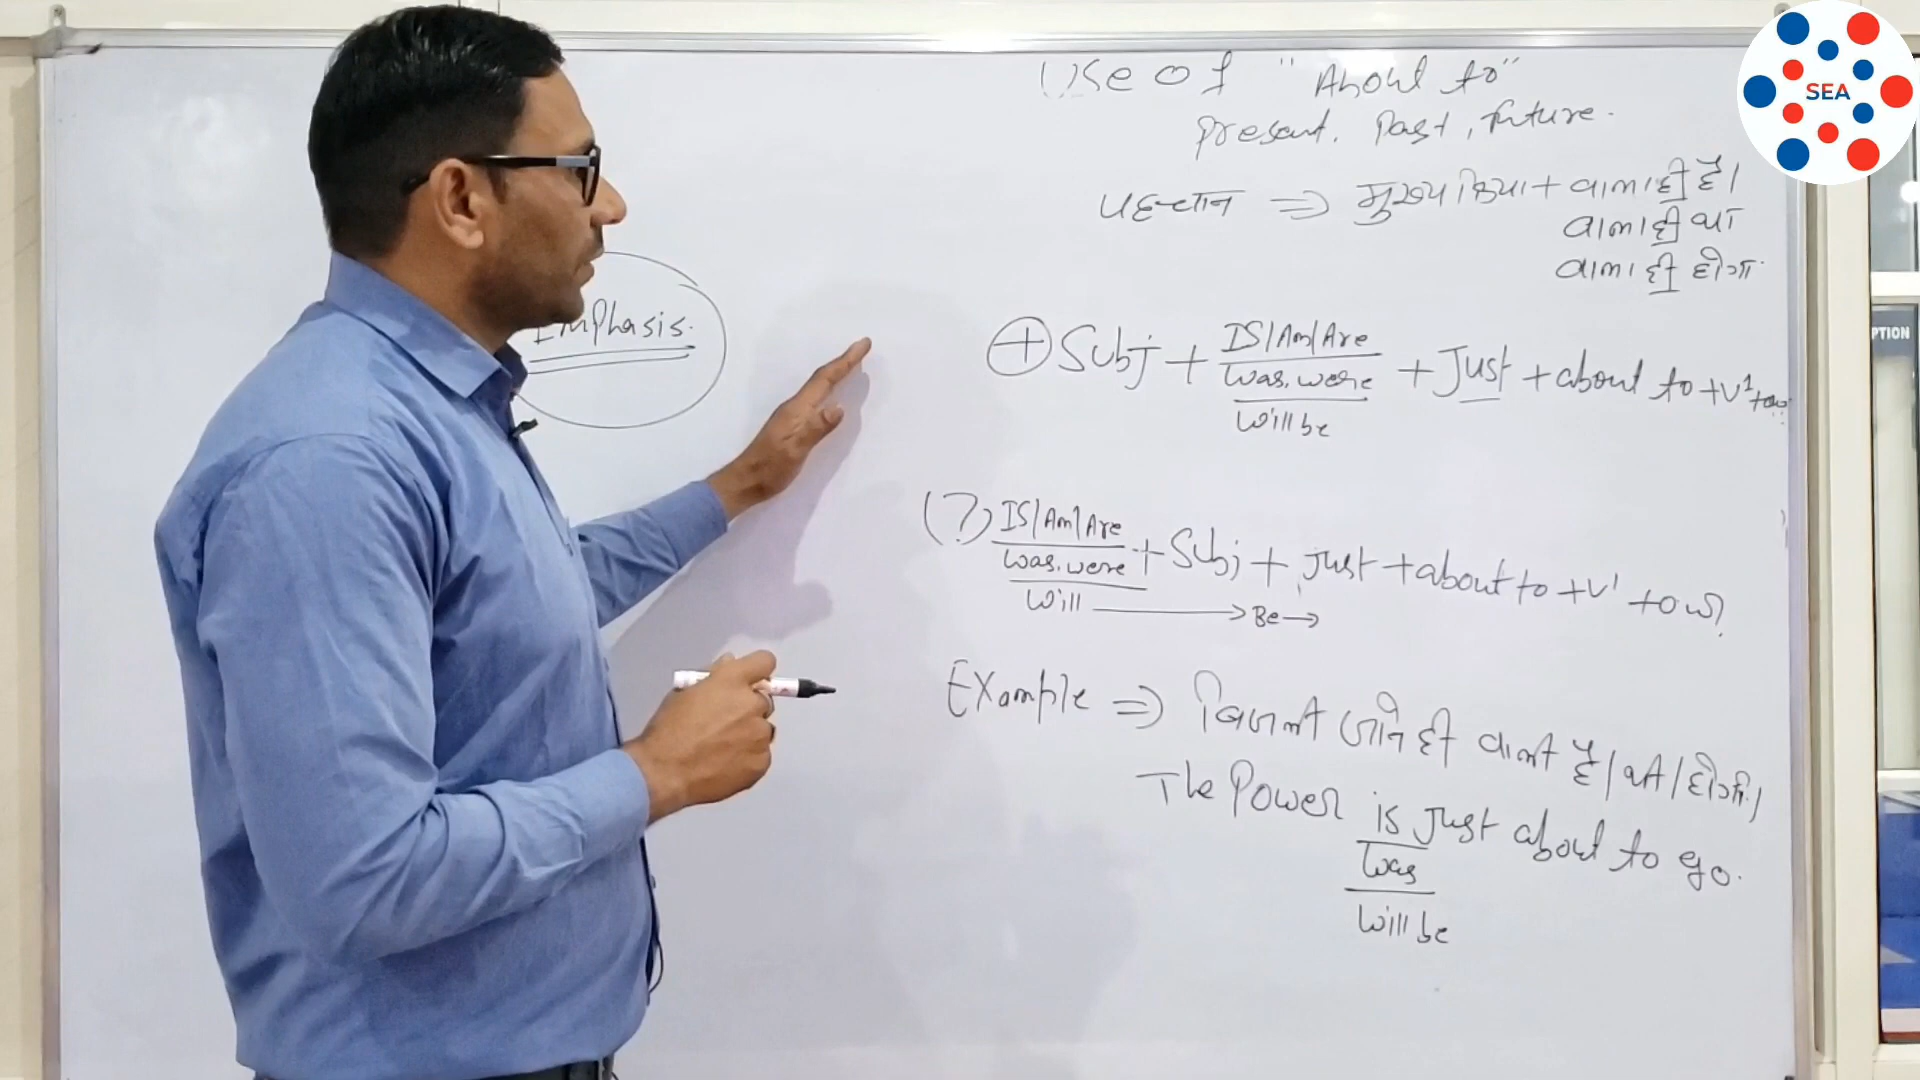 Use of "About to"
Present. Past, future.
पहचान ⇒ मुख्य क्रिया + वाला ही है।
वाला ही था
वाला ही होगा.
Emphasis.
(+) Subj + Is/Am/Are + Just + about to + V¹ + ow.
was. were
will be
(?) Is/Am/Are + Subj + Just + about to + V¹ + ow?
was. were
will → Be →
Example ⇒ बिजली जाने ही वाली है/थी/होगी।
The Power is Just about to go.
was
will be
SEA
PTION